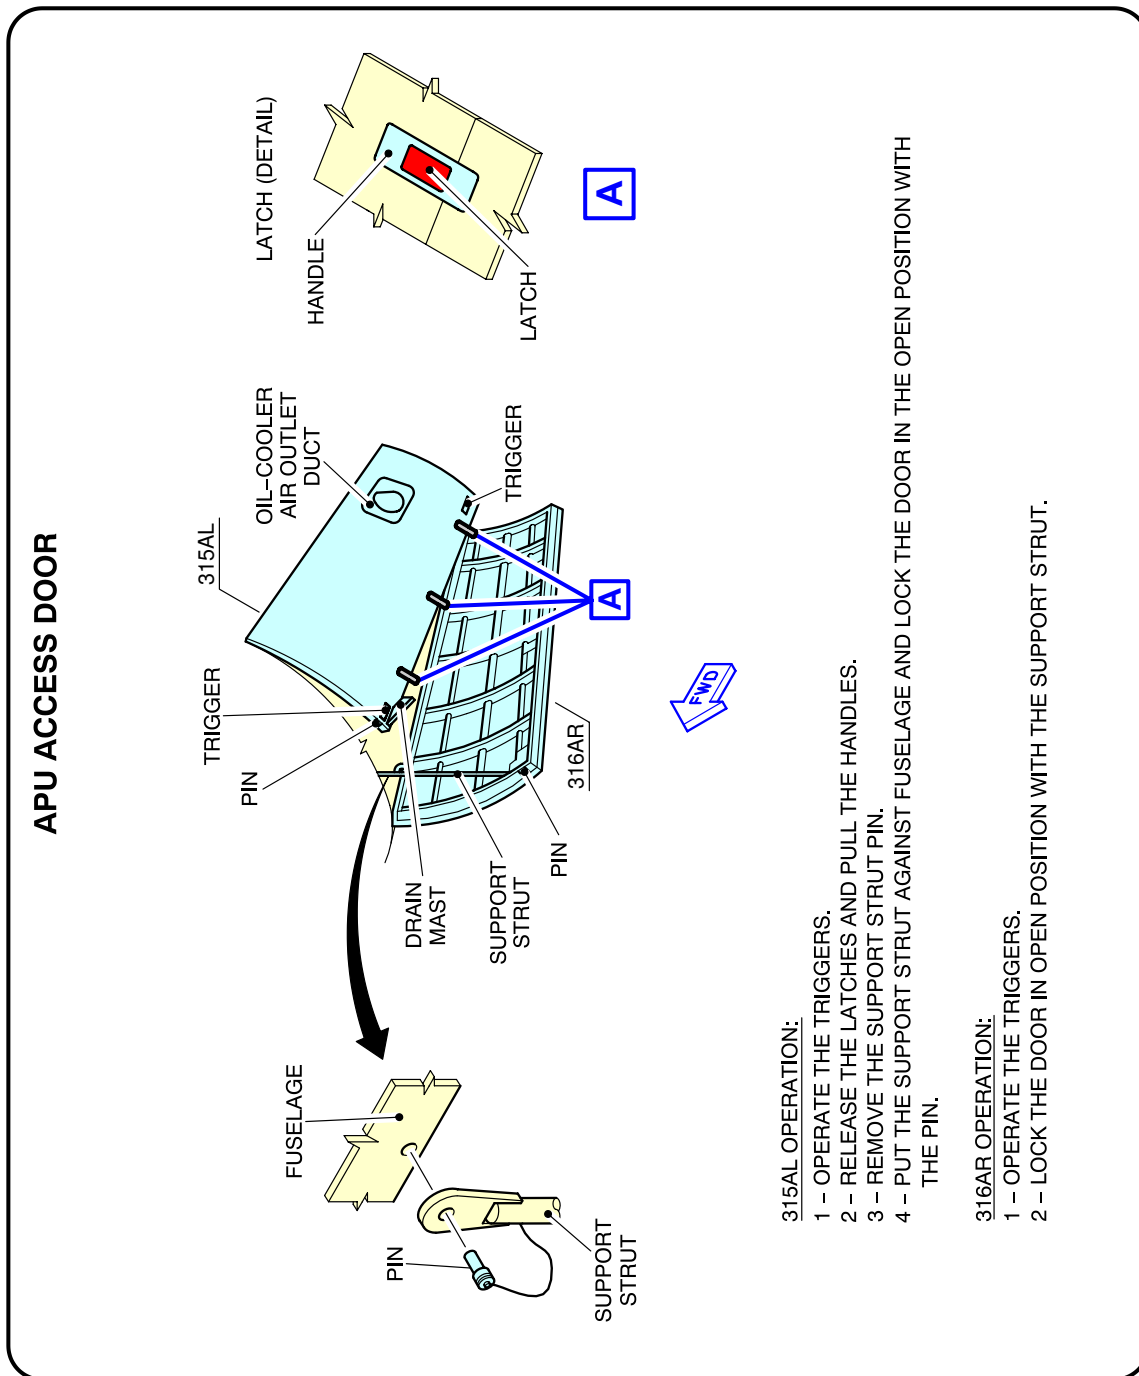 APU ACCESS DOOR
FUSELAGE
PIN
SUPPORT
STRUT
315AL
TRIGGER
PIN
OIL-COOLER
AIR OUTLET
DUCT
TRIGGER
DRAIN
MAST
SUPPORT
STRUT
PIN
316AR
A
FWD
LATCH (DETAIL)
HANDLE
LATCH
A
315AL OPERATION:
1 – OPERATE THE TRIGGERS.
2 – RELEASE THE LATCHES AND PULL THE HANDLES.
3 – REMOVE THE SUPPORT STRUT PIN.
4 – PUT THE SUPPORT STRUT AGAINST FUSELAGE AND LOCK THE DOOR IN THE OPEN POSITION WITH
THE PIN.
316AR OPERATION:
1 – OPERATE THE TRIGGERS.
2 – LOCK THE DOOR IN OPEN POSITION WITH THE SUPPORT STRUT.